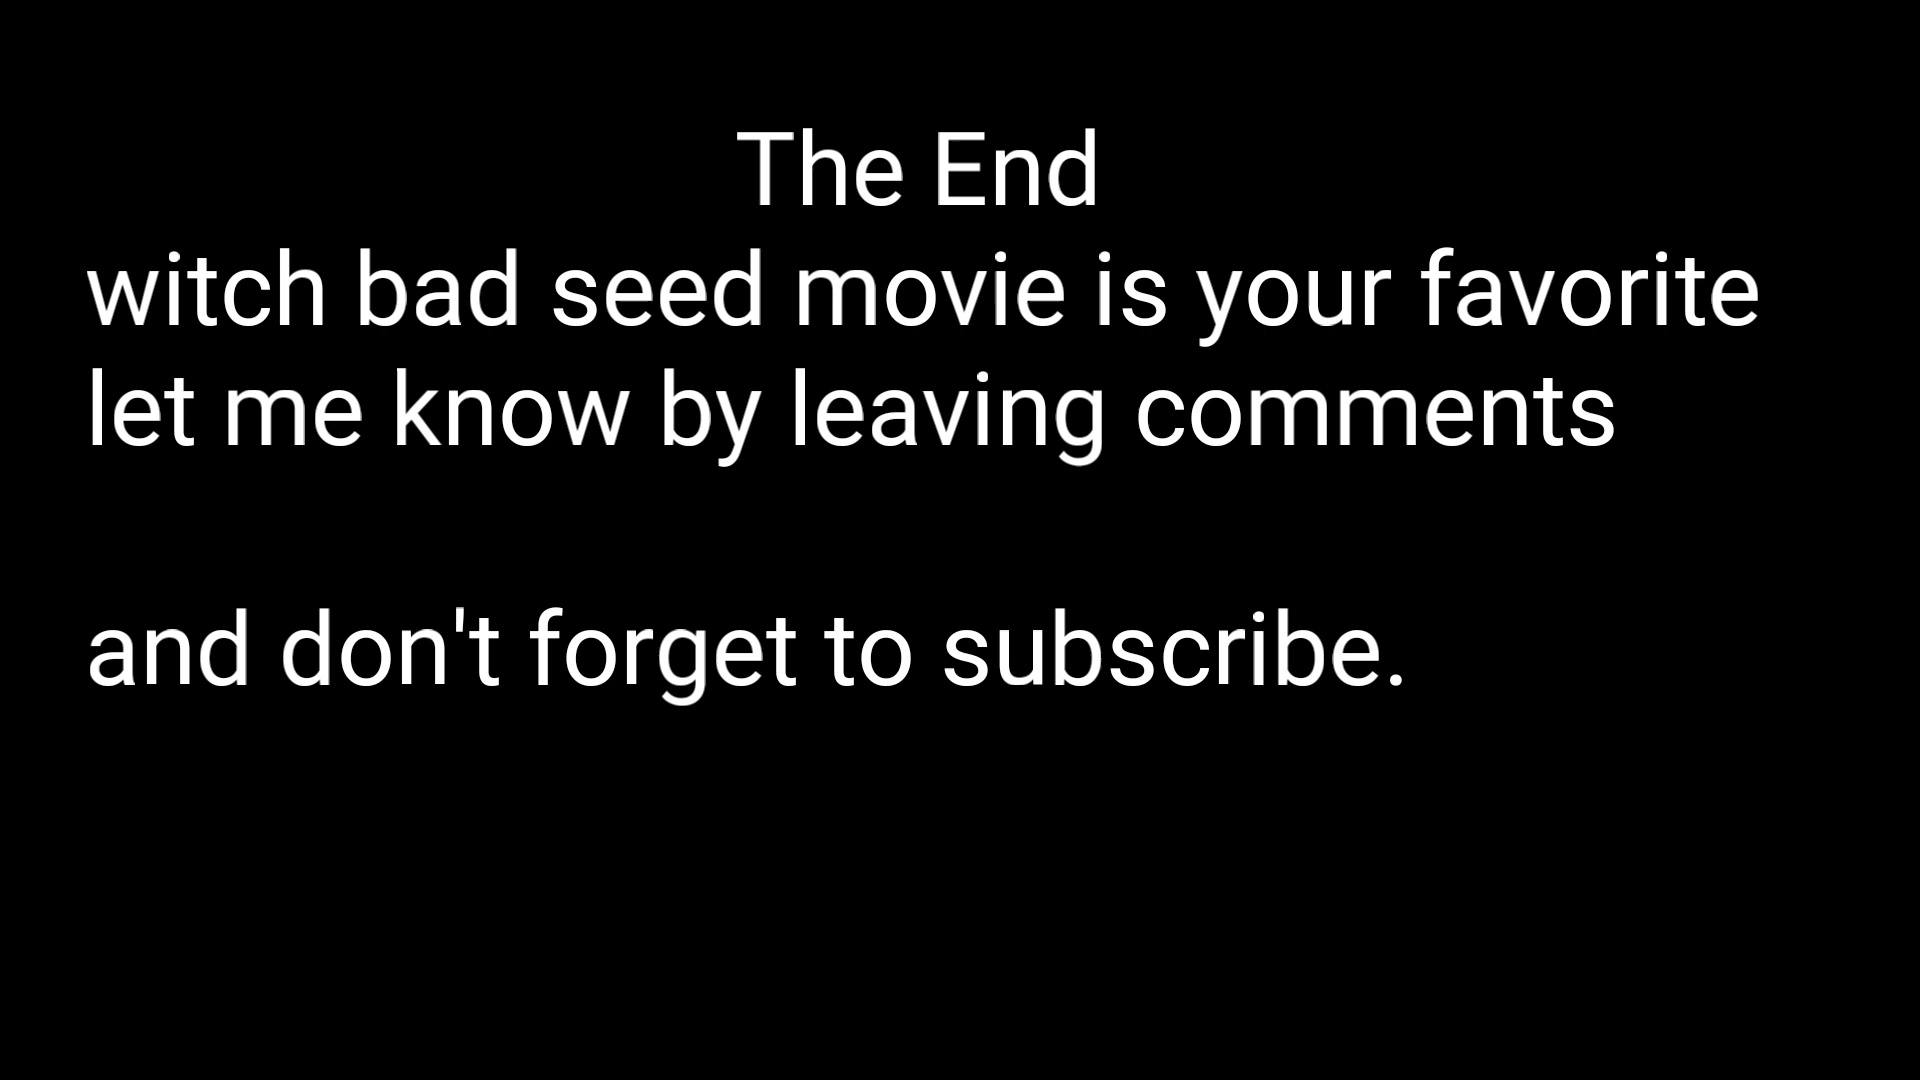 The End
witch bad seed movie is your favorite
let me know by leaving comments
and don't forget to subscribe.